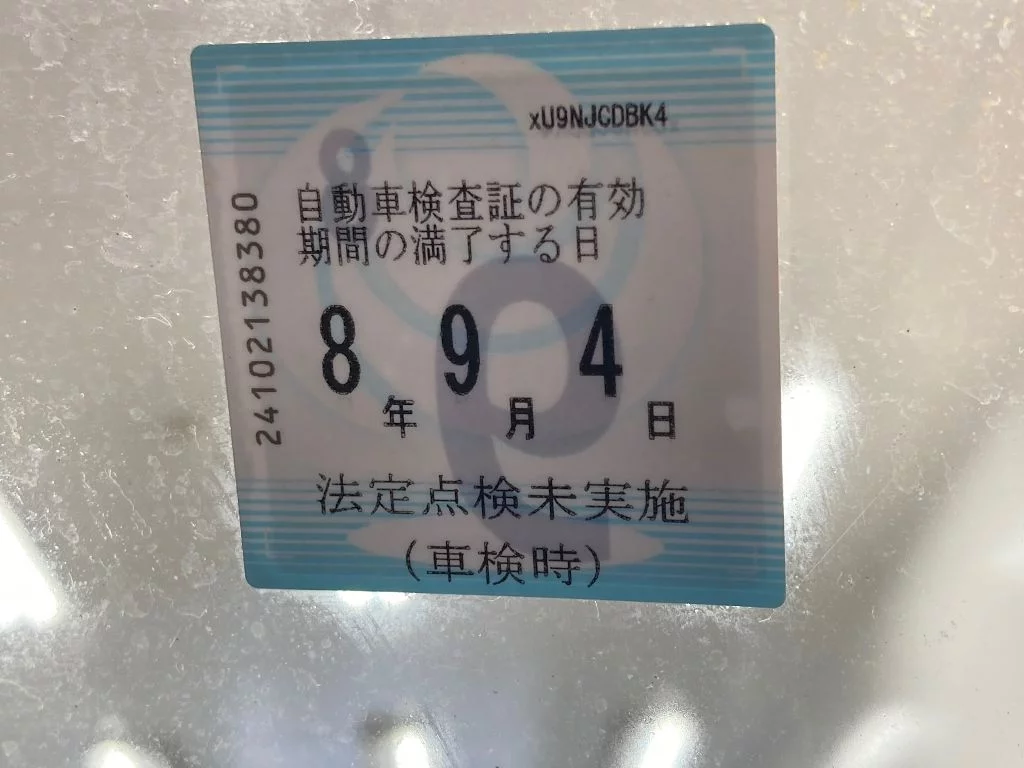 xU9NJCDBK4
自動車検査証の有効
期間の満了する日
8年9月4日
法定点検未実施
(車検時)
24102138380